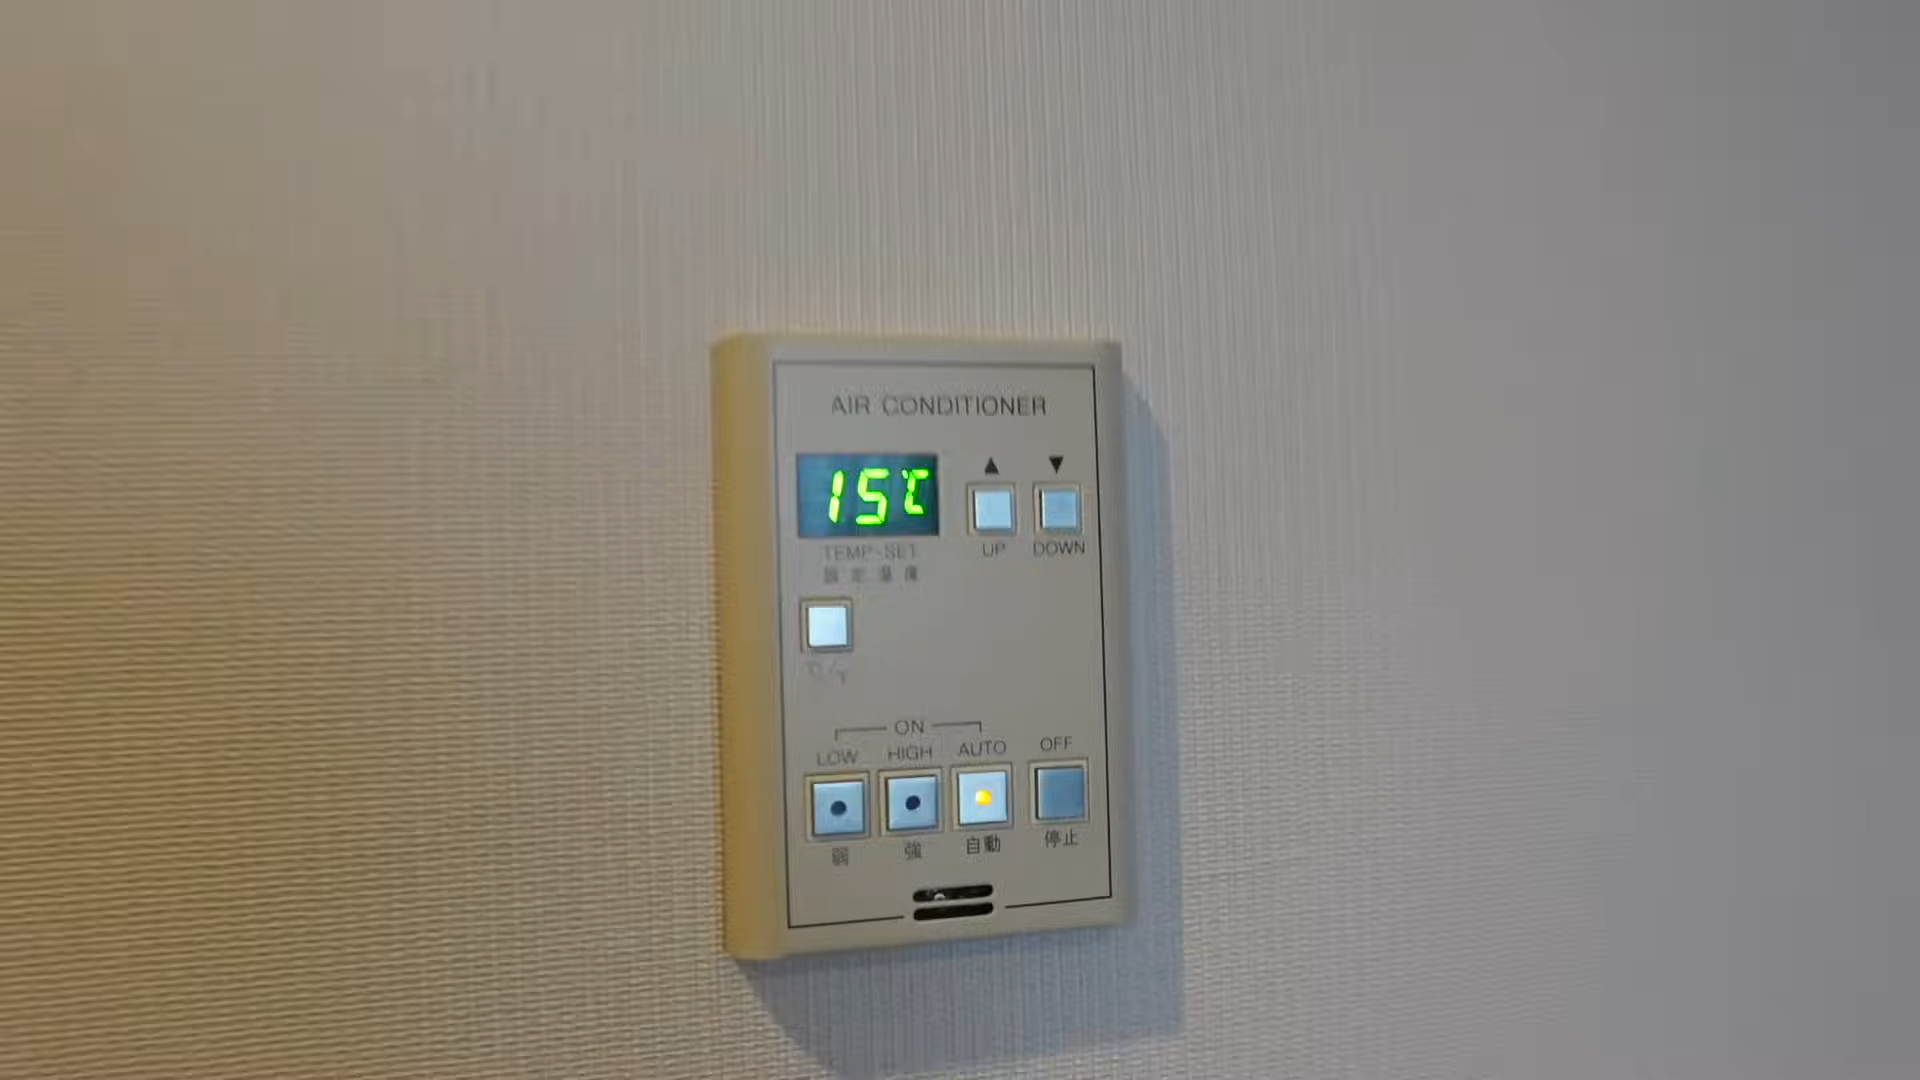 AIR CONDITIONER
15℃
▲ ▼
UP DOWN
TEMP-SET
設定温度
℃/°F
ON
LOW HIGH AUTO OFF
弱 強 自動 停止